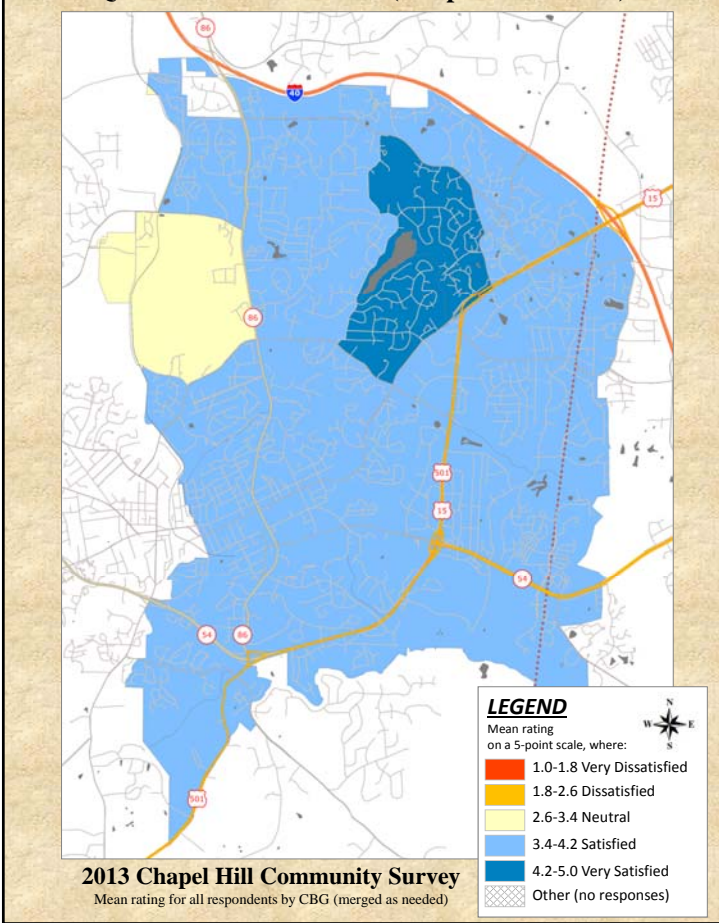 86
40
15
86
501
15
54
54
86
501
LEGEND
N
W E
S
Mean rating
on a 5-point scale, where:
1.0-1.8 Very Dissatisfied
1.8-2.6 Dissatisfied
2.6-3.4 Neutral
3.4-4.2 Satisfied
4.2-5.0 Very Satisfied
Other (no responses)
2013 Chapel Hill Community Survey
Mean rating for all respondents by CBG (merged as needed)